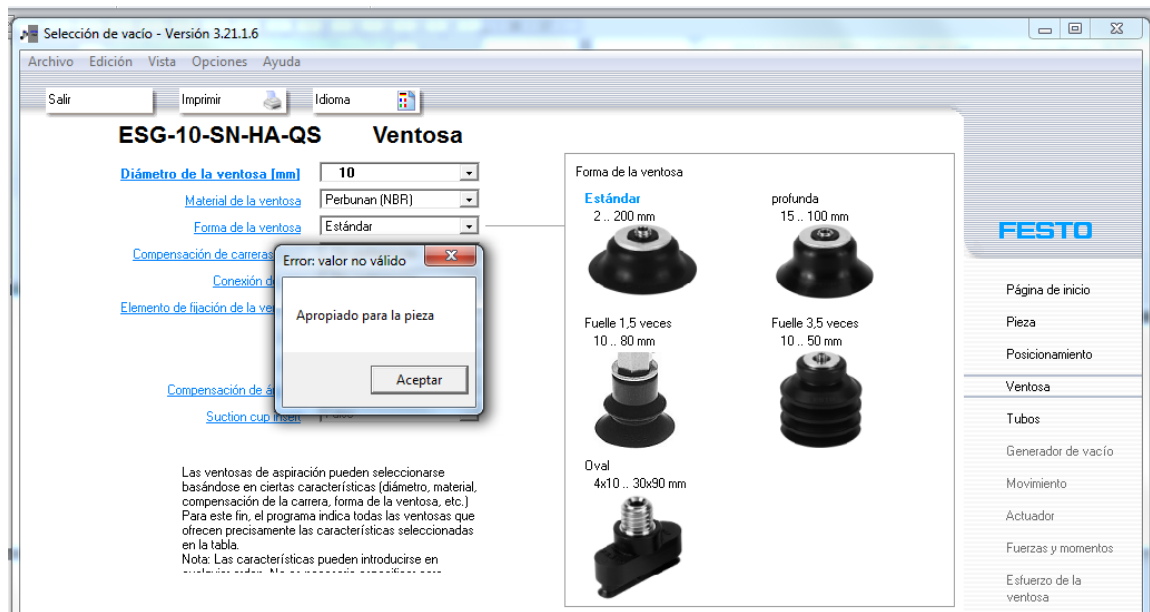 Selección de vacío - Versión 3.21.1.6
Archivo Edición Vista Opciones Ayuda
Salir Imprimir Idioma
ESG-10-SN-HA-QS Ventosa
Diámetro de la ventosa [mm] 10
Material de la ventosa Perbunan (NBR)
Forma de la ventosa Estándar
Compensación de carreras
Conexión
Elemento de fijación de la
Compensación de
Suction cup insert
Error: valor no válido
Apropiado para la pieza
Aceptar
Las ventosas de aspiración pueden seleccionarse
basándose en ciertas características (diámetro, material,
compensación de la carrera, forma de la ventosa, etc.)
Para este fin, el programa indica todas las ventosas que
ofrecen precisamente las características seleccionadas
en la tabla.
Nota: Las características pueden introducirse en
Forma de la ventosa
Estándar profunda
2 .. 200 mm 15 .. 100 mm
Fuelle 1,5 veces Fuelle 3,5 veces
10 .. 80 mm 10 .. 50 mm
Oval
4x10 .. 30x90 mm
FESTO
Página de inicio
Pieza
Posicionamiento
Ventosa
Tubos
Generador de vacío
Movimiento
Actuador
Fuerzas y momentos
Esfuerzo de la
ventosa